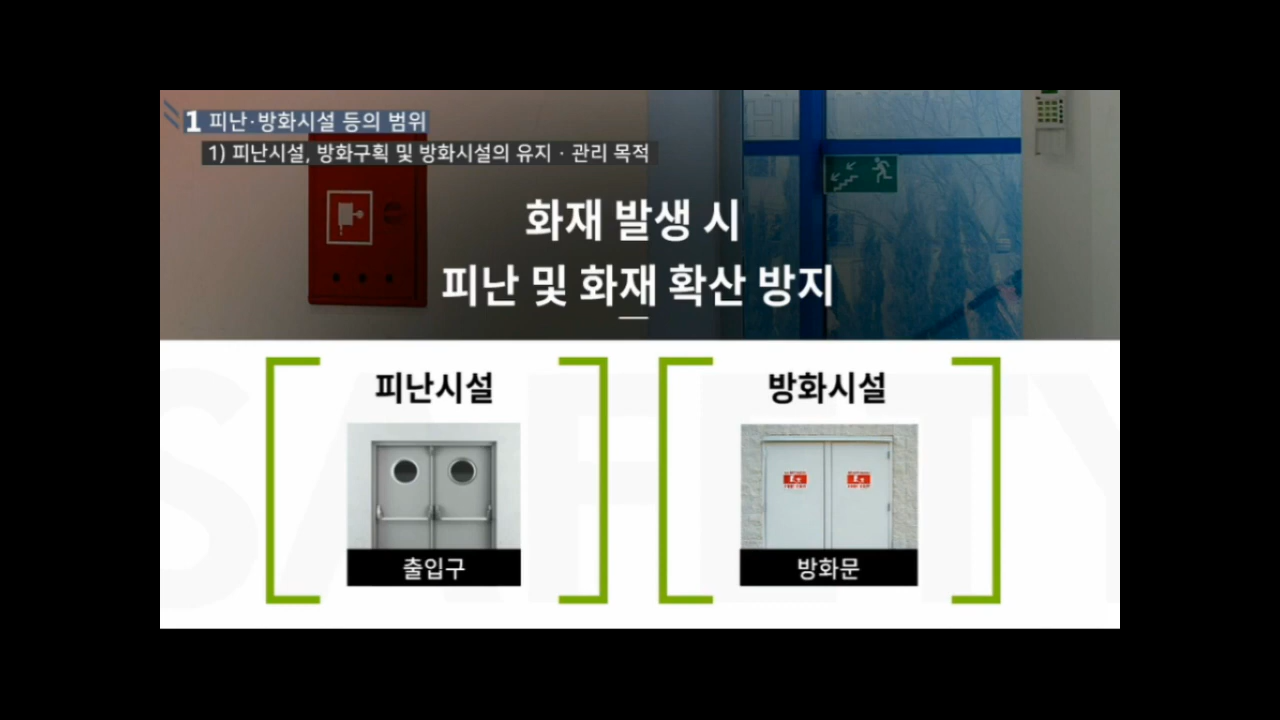 1 피난·방화시설 등의 범위
1) 피난시설, 방화구획 및 방화시설의 유지 · 관리 목적
화재 발생 시
피난 및 화재 확산 방지
SAFETY
피난시설
방화시설
출입구
방화문